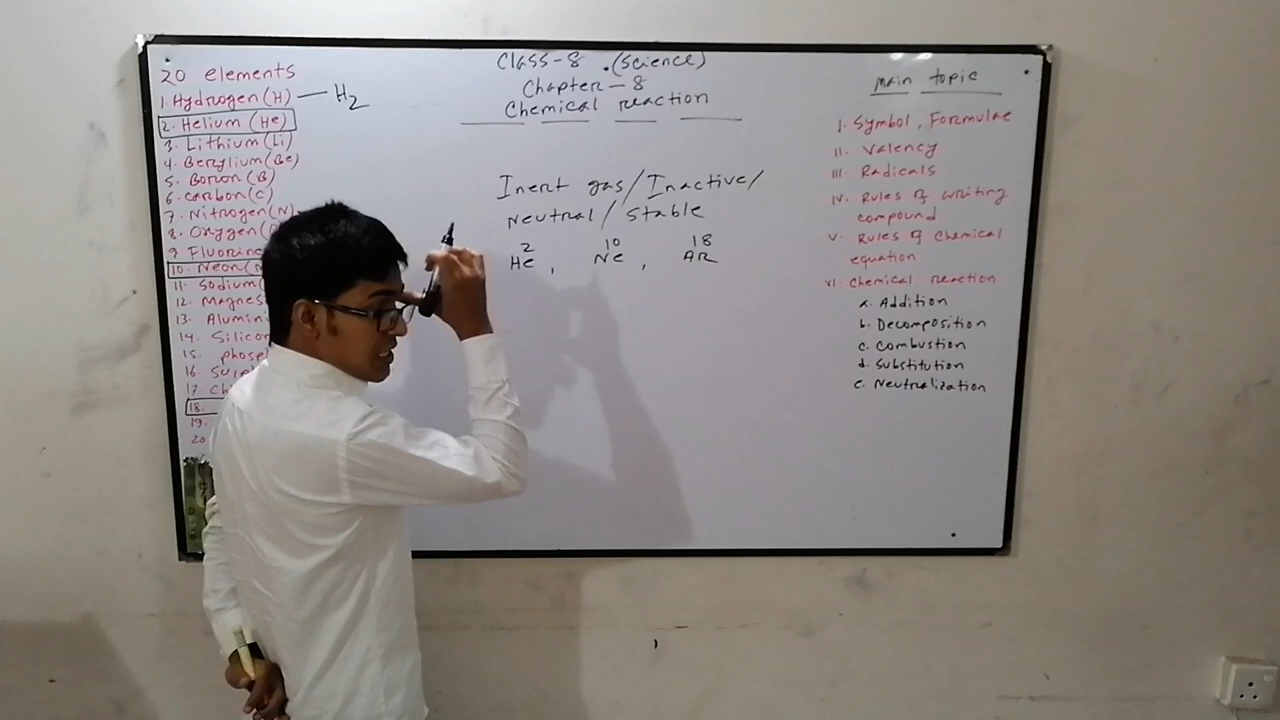 Class-8 .(Science)
Chapter-8
Chemical reaction
20 elements
1. Hydrogen(H) — H2
2. Helium (He)
3. Lithium(Li)
4. Berylium(Be)
5. Boron(B)
6. carbon(c)
7. Nitrogen(N)
8. Oxygen(
9. Fluorine
10. Neon(
11. Sodium(
12. Magnes
13. Alumini
14. Silicon
15. phosp
16. Sulp
17. Ch
18.
19.
20
Inert gas/Inactive/
Neutral/Stable
2 10 18
He, Ne, Ar
main topic
I. Symbol, Formulae
II. Valency
III. Radicals
IV. Rules of writing
compound
V. Rules of Chemical
equation
VI. Chemical reaction
a. Addition
b. Decomposition
c. Combustion
d. Substitution
e. Neutralization